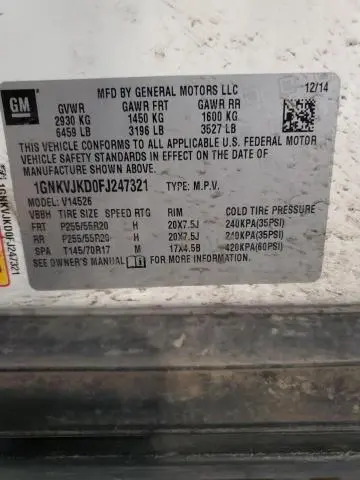 GM
MFD BY GENERAL MOTORS LLC 12/14
GVWR GAWR FRT GAWR RR
2930 KG 1450 KG 1600 KG
6459 LB 3196 LB 3527 LB
THIS VEHICLE CONFORMS TO ALL APPLICABLE U.S. FEDERAL MOTOR
VEHICLE SAFETY STANDARDS IN EFFECT ON THE DATE OF
MANUFACTURE SHOWN ABOVE.
1GNKVJKD0FJ247321 TYPE: M.P.V.
MODEL: V14526
VBBH TIRE SIZE SPEED RTG RIM COLD TIRE PRESSURE
FRT P255/55R20 H 20X7.5J 240KPA(35PSI)
RR P255/55R20 H 20X7.5J 240KPA(35PSI)
SPA T145/70R17 M 17X4.5B 420KPA(60PSI)
SEE OWNER'S MANUAL FOR MORE INFORMATION
1GNKVJKD0FJ247321